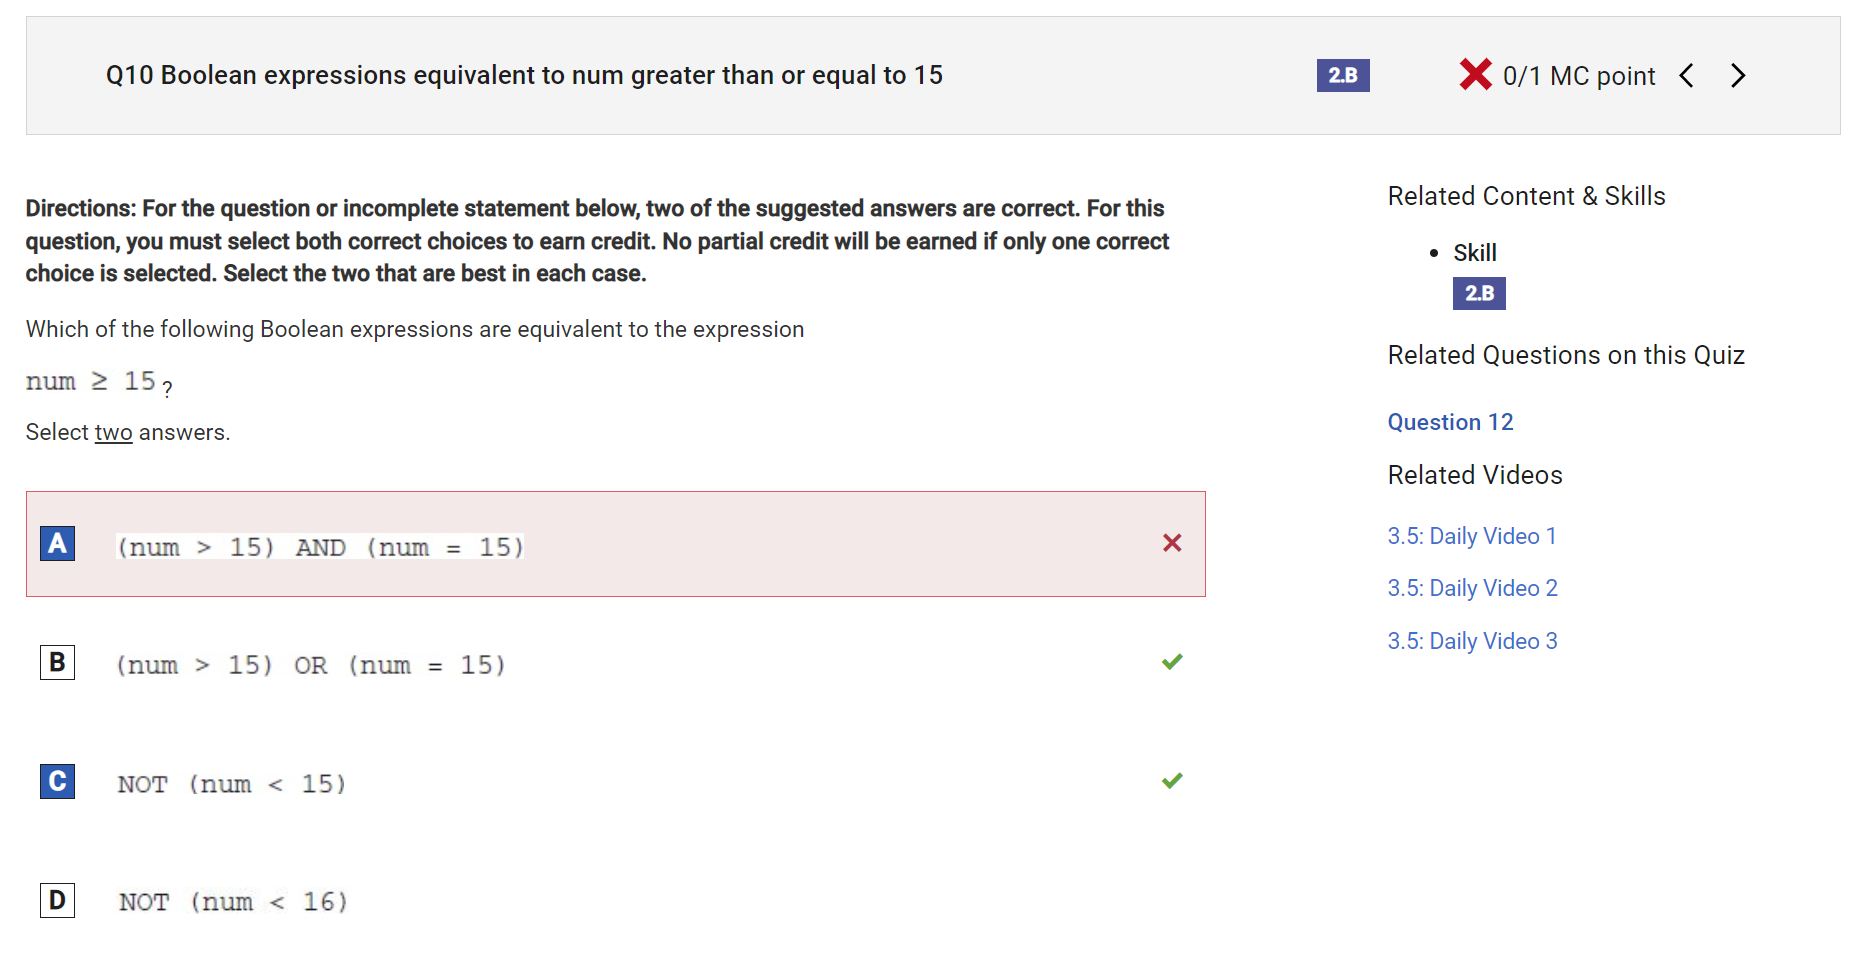 Q10 Boolean expressions equivalent to num greater than or equal to 15
2.B
0/1 MC point
Directions: For the question or incomplete statement below, two of the suggested answers are correct. For this
question, you must select both correct choices to earn credit. No partial credit will be earned if only one correct
choice is selected. Select the two that are best in each case.
Which of the following Boolean expressions are equivalent to the expression
num ≥ 15 ?
Select two answers.
A (num > 15) AND (num = 15)
B (num > 15) OR (num = 15)
C NOT (num < 15)
D NOT (num < 16)
Related Content & Skills
• Skill
2.B
Related Questions on this Quiz
Question 12
Related Videos
3.5: Daily Video 1
3.5: Daily Video 2
3.5: Daily Video 3